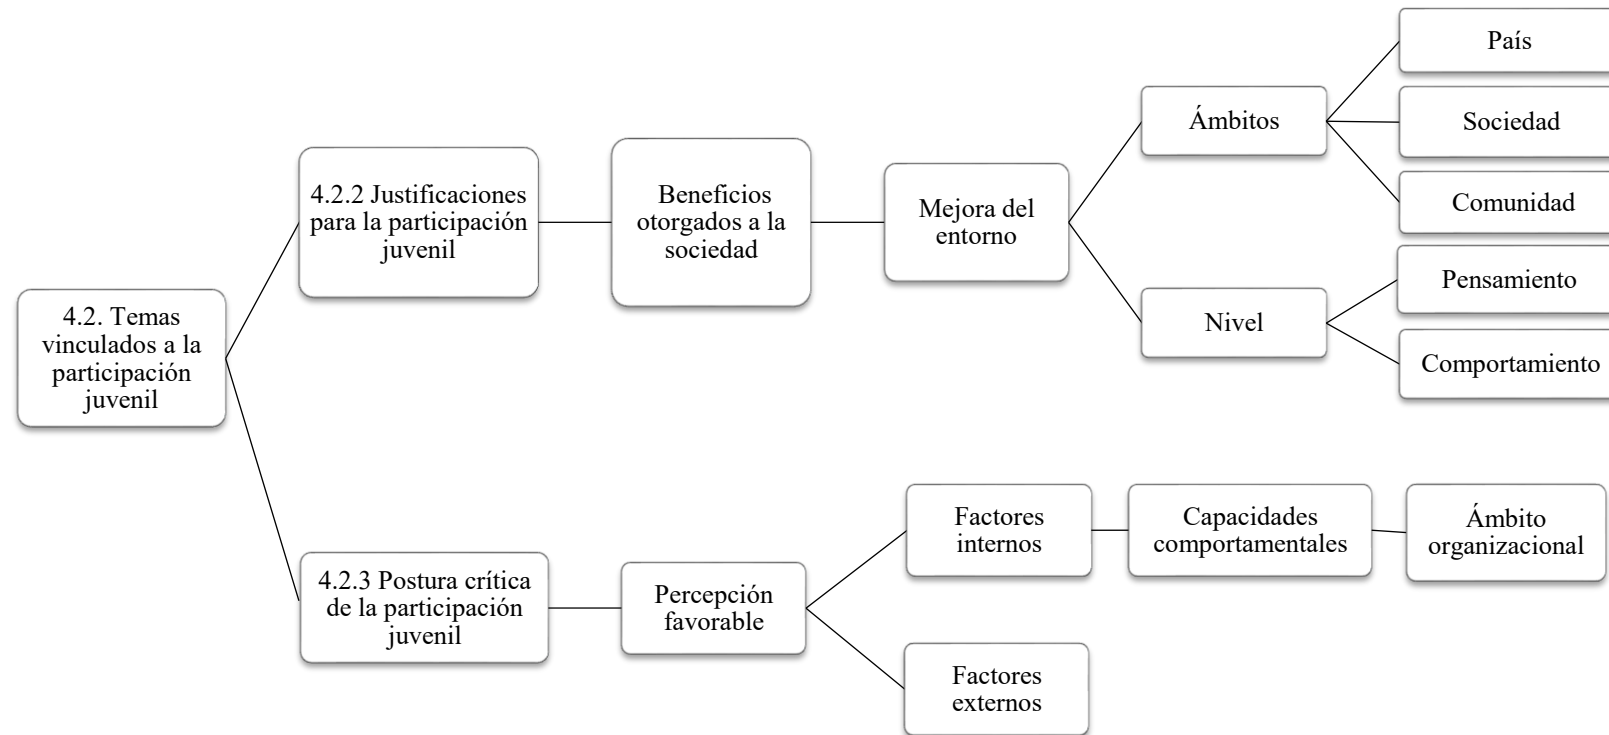 4.2. Temas
vinculados a la
participación
juvenil
4.2.2 Justificaciones
para la participación
juvenil
Beneficios
otorgados a la
sociedad
Mejora del
entorno
Ámbitos
País
Sociedad
Comunidad
Nivel
Pensamiento
Comportamiento
4.2.3 Postura crítica
de la participación
juvenil
Percepción
favorable
Factores
internos
Capacidades
comportamentales
Ámbito
organizacional
Factores
externos